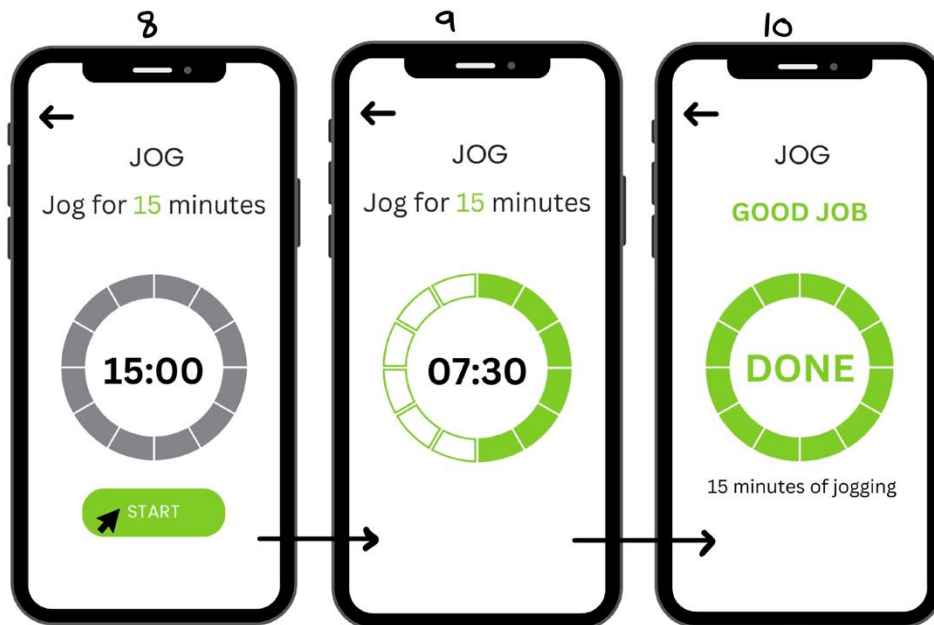 8
JOG
Jog for 15 minutes
15:00
START
9
JOG
Jog for 15 minutes
07:30
10
JOG
GOOD JOB
DONE
15 minutes of jogging